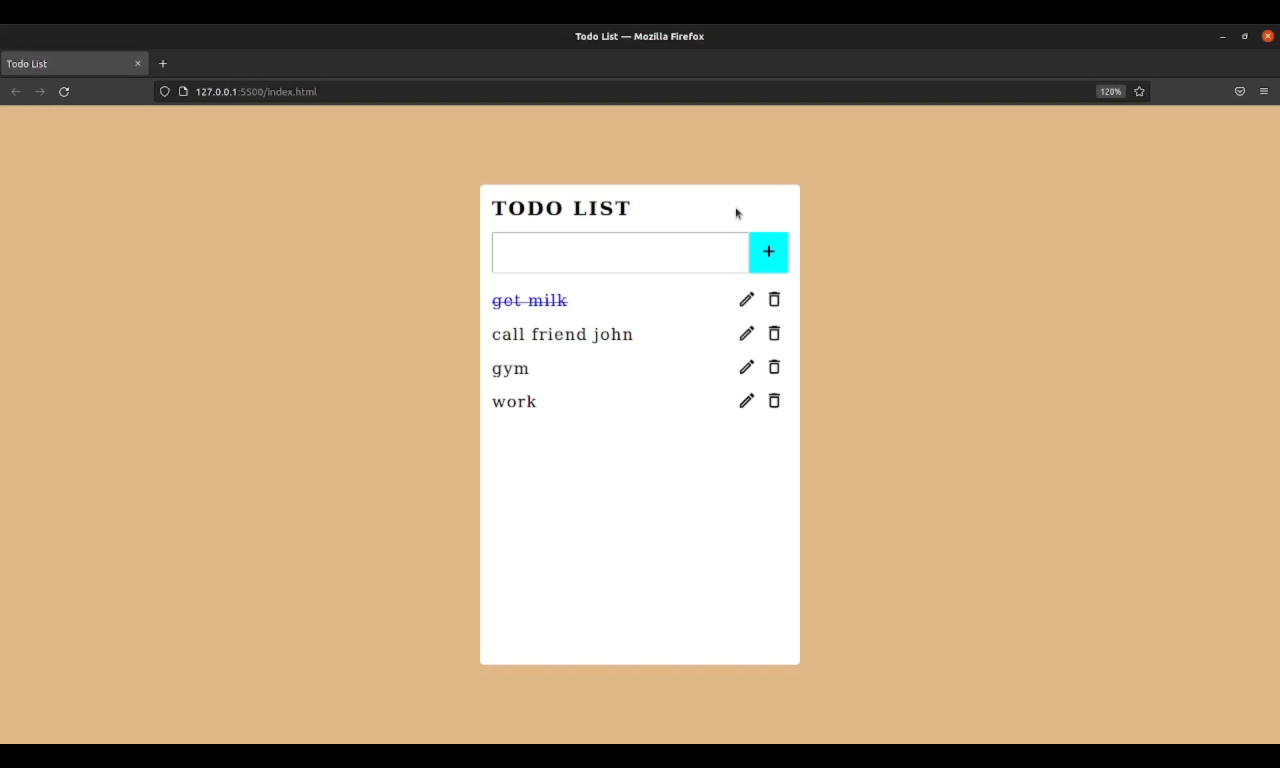 Todo List — Mozilla Firefox
Todo List
127.0.0.1:5500/index.html
120%
TODO LIST
+
get milk
call friend john
gym
work